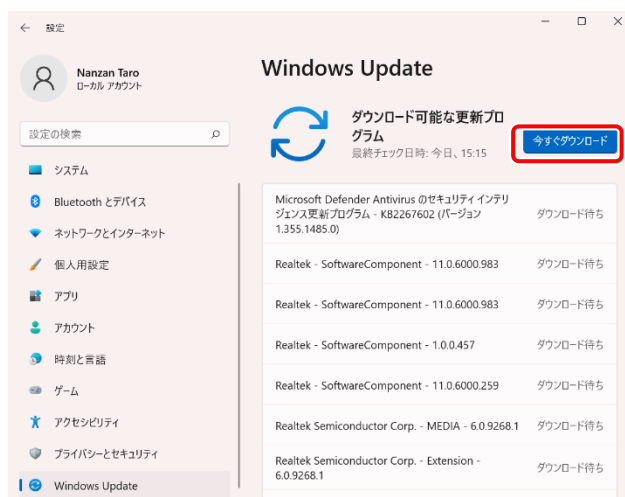 設定
Nanzan Taro
ローカル アカウント
設定の検索
システム
Bluetooth とデバイス
ネットワークとインターネット
個人用設定
アプリ
アカウント
時刻と言語
ゲーム
アクセシビリティ
プライバシーとセキュリティ
Windows Update
Windows Update
ダウンロード可能な更新プロ
グラム
最終チェック日時: 今日、15:15
今すぐダウンロード
Microsoft Defender Antivirus のセキュリティ インテリ
ジェンス更新プログラム - KB2267602 (バージョン
1.355.1485.0)
ダウンロード待ち
Realtek - SoftwareComponent - 11.0.6000.983
ダウンロード待ち
Realtek - SoftwareComponent - 11.0.6000.983
ダウンロード待ち
Realtek - SoftwareComponent - 1.0.0.457
ダウンロード待ち
Realtek - SoftwareComponent - 11.0.6000.259
ダウンロード待ち
Realtek Semiconductor Corp. - MEDIA - 6.0.9268.1
ダウンロード待ち
Realtek Semiconductor Corp. - Extension -
6.0.9268.1
ダウンロード待ち